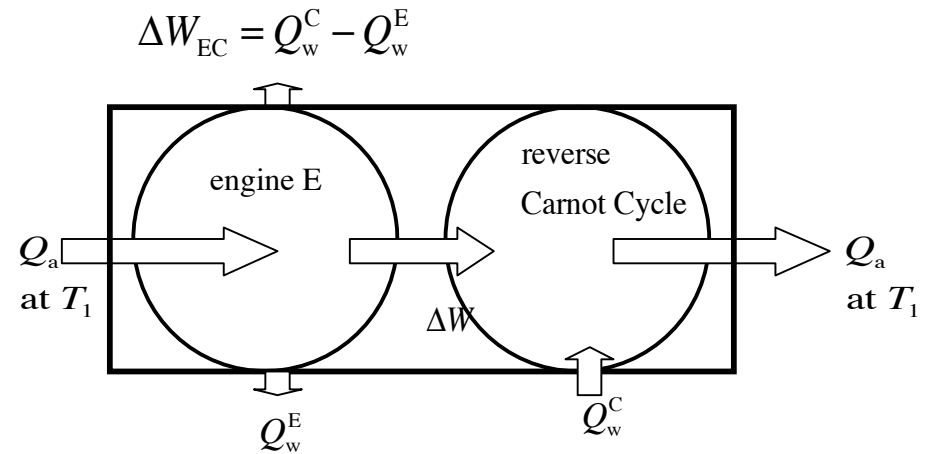 ΔW_EC = Q_w^C − Q_w^E
engine E
reverse
Carnot Cycle
Q_a
at T_1
ΔW
Q_a
at T_1
Q_w^E
Q_w^C